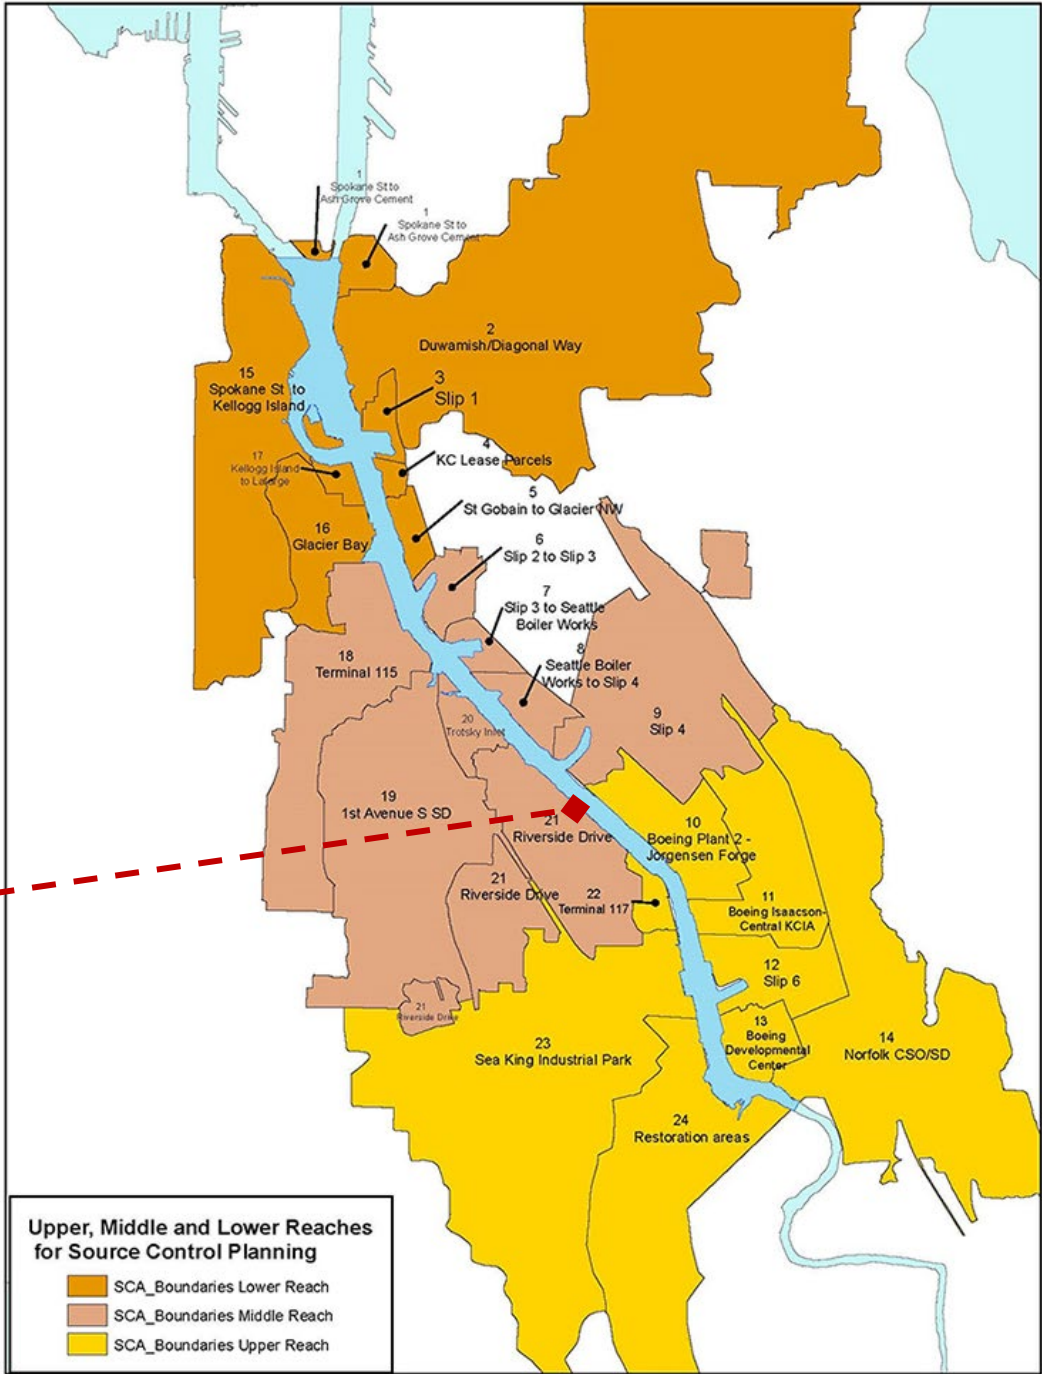 1
Spokane St to
Ash Grove Cement
1
Spokane St to
Ash Grove Cement
2
Duwamish/Diagonal Way
15
Spokane St to
Kellogg Island
3
Slip 1
4
KC Lease Parcels
17
Kellogg Island
to Lafarge
5
St Gobain to Glacier NW
16
Glacier Bay
6
Slip 2 to Slip 3
7
Slip 3 to Seattle
Boiler Works
8
Seattle Boiler
Works to Slip 4
18
Terminal 115
9
Slip 4
20
Trotsky Inlet
19
1st Avenue S SD
21
Riverside Drive
10
Boeing Plant 2 -
Jorgensen Forge
21
Riverside Drive
22
Terminal 117
11
Boeing Isaacson-
Central KCIA
12
Slip 6
21
Riverside Drive
13
Boeing
Developmental
Center
14
Norfolk CSO/SD
23
Sea King Industrial Park
24
Restoration areas
Upper, Middle and Lower Reaches
for Source Control Planning
SCA_Boundaries Lower Reach
SCA_Boundaries Middle Reach
SCA_Boundaries Upper Reach